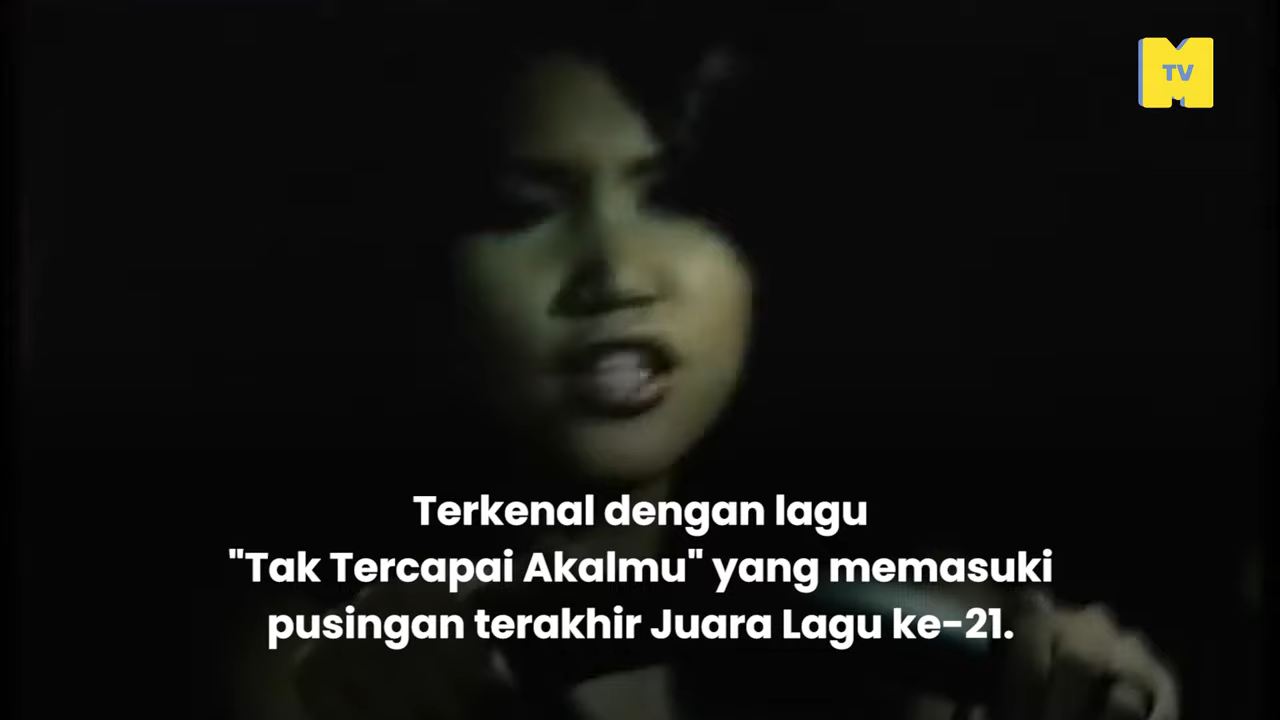 TV
Terkenal dengan lagu
"Tak Tercapai Akalmu" yang memasuki
pusingan terakhir Juara Lagu ke-21.